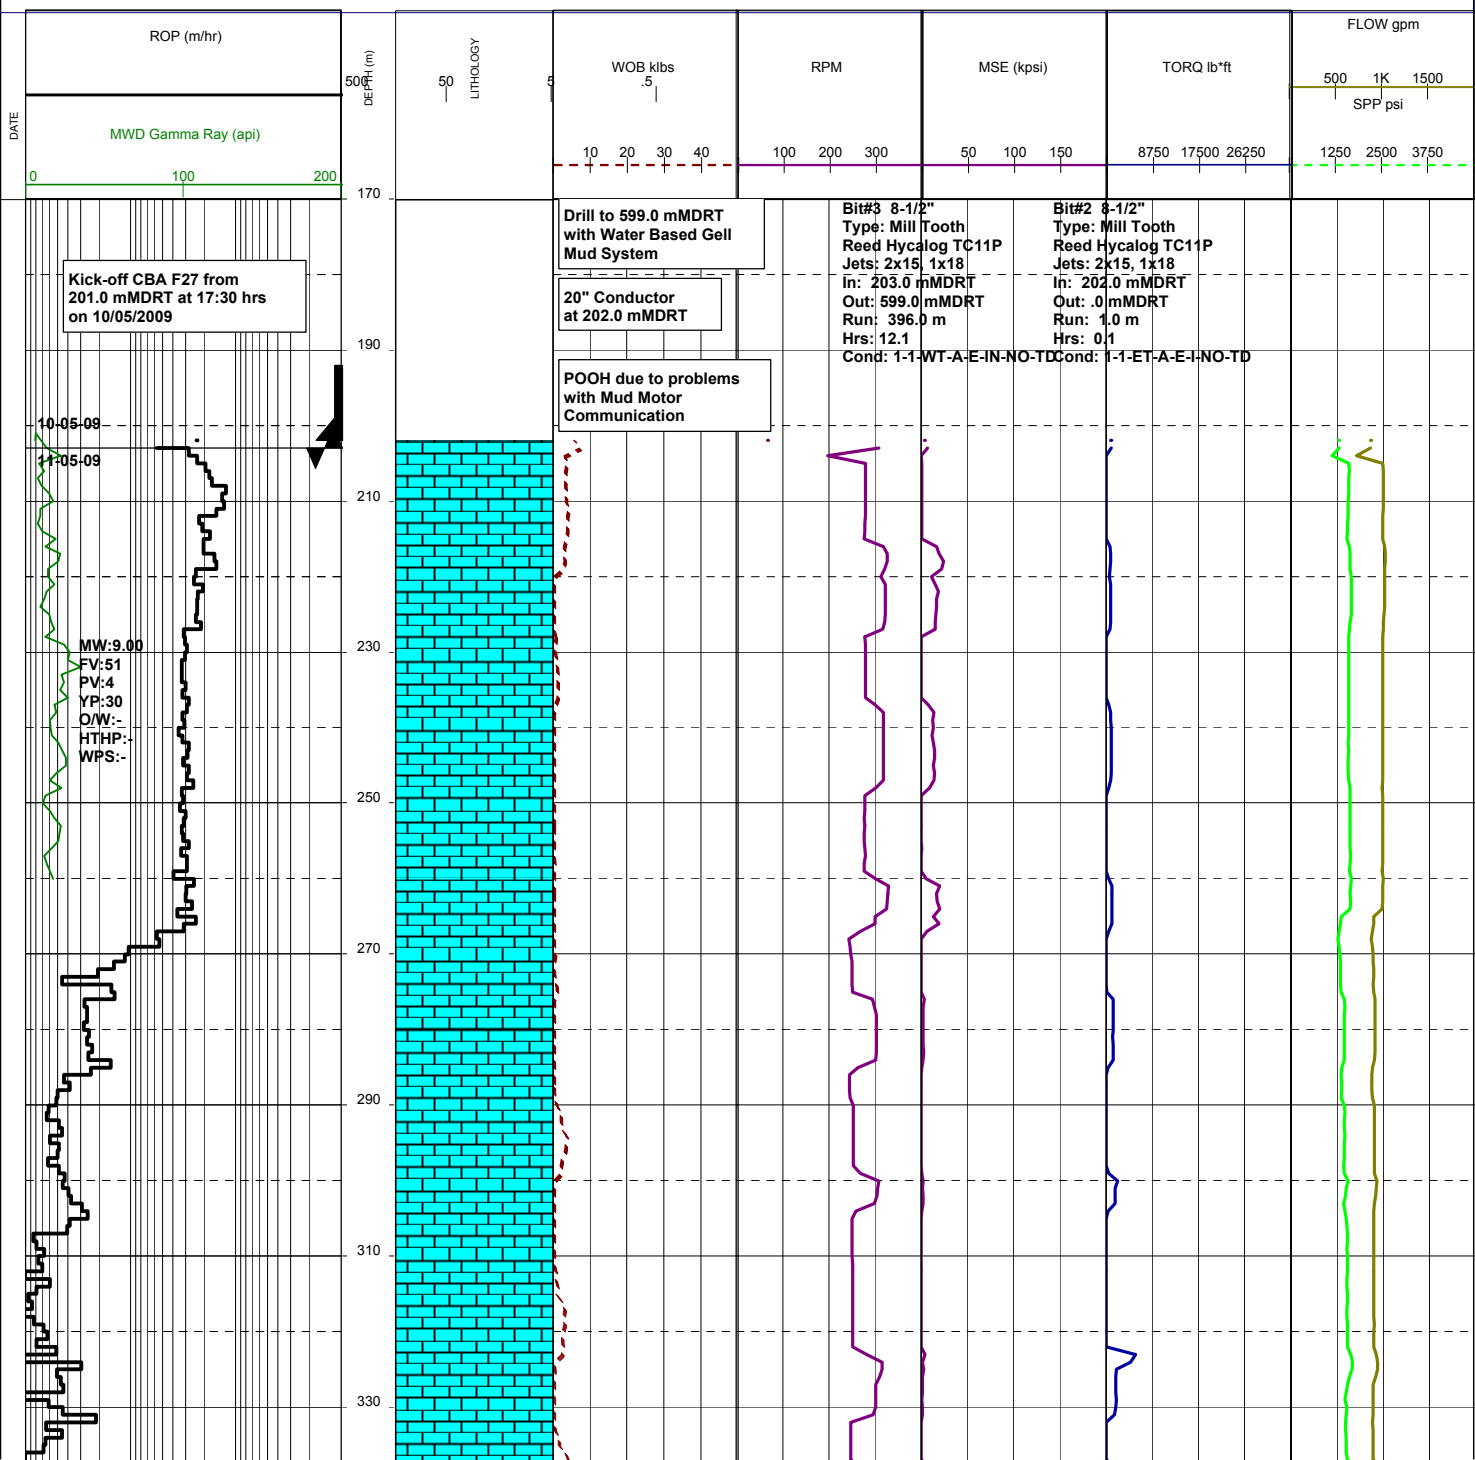 ROP (m/hr)
500
50
5
.5
DATE
MWD Gamma Ray (api)
0 100 200
DEPTH (m)
LITHOLOGY
WOB klbs
10 20 30 40
RPM
100 200 300
MSE (kpsi)
50 100 150
TORQ lb*ft
8750 17500 26250
FLOW gpm
500 1K 1500
SPP psi
1250 2500 3750
170
190
210
230
250
270
290
310
330
Kick-off CBA F27 from
201.0 mMDRT at 17:30 hrs
on 10/05/2009
10-05-09
11-05-09
MW:9.00
FV:51
PV:4
YP:30
O/W:-
HTHP:-
WPS:-
Drill to 599.0 mMDRT
with Water Based Gell
Mud System
20" Conductor
at 202.0 mMDRT
POOH due to problems
with Mud Motor
Communication
Bit#3 8-1/2"
Type: Mill Tooth
Reed Hycalog TC11P
Jets: 2x15, 1x18
In: 203.0 mMDRT
Out: 599.0 mMDRT
Run: 396.0 m
Hrs: 12.1
Cond: 1-1-WT-A-E-IN-NO-TD
Bit#2 8-1/2"
Type: Mill Tooth
Reed Hycalog TC11P
Jets: 2x15, 1x18
In: 202.0 mMDRT
Out: .0 mMDRT
Run: 1.0 m
Hrs: 0.1
Cond: 1-1-ET-A-E-I-NO-TD